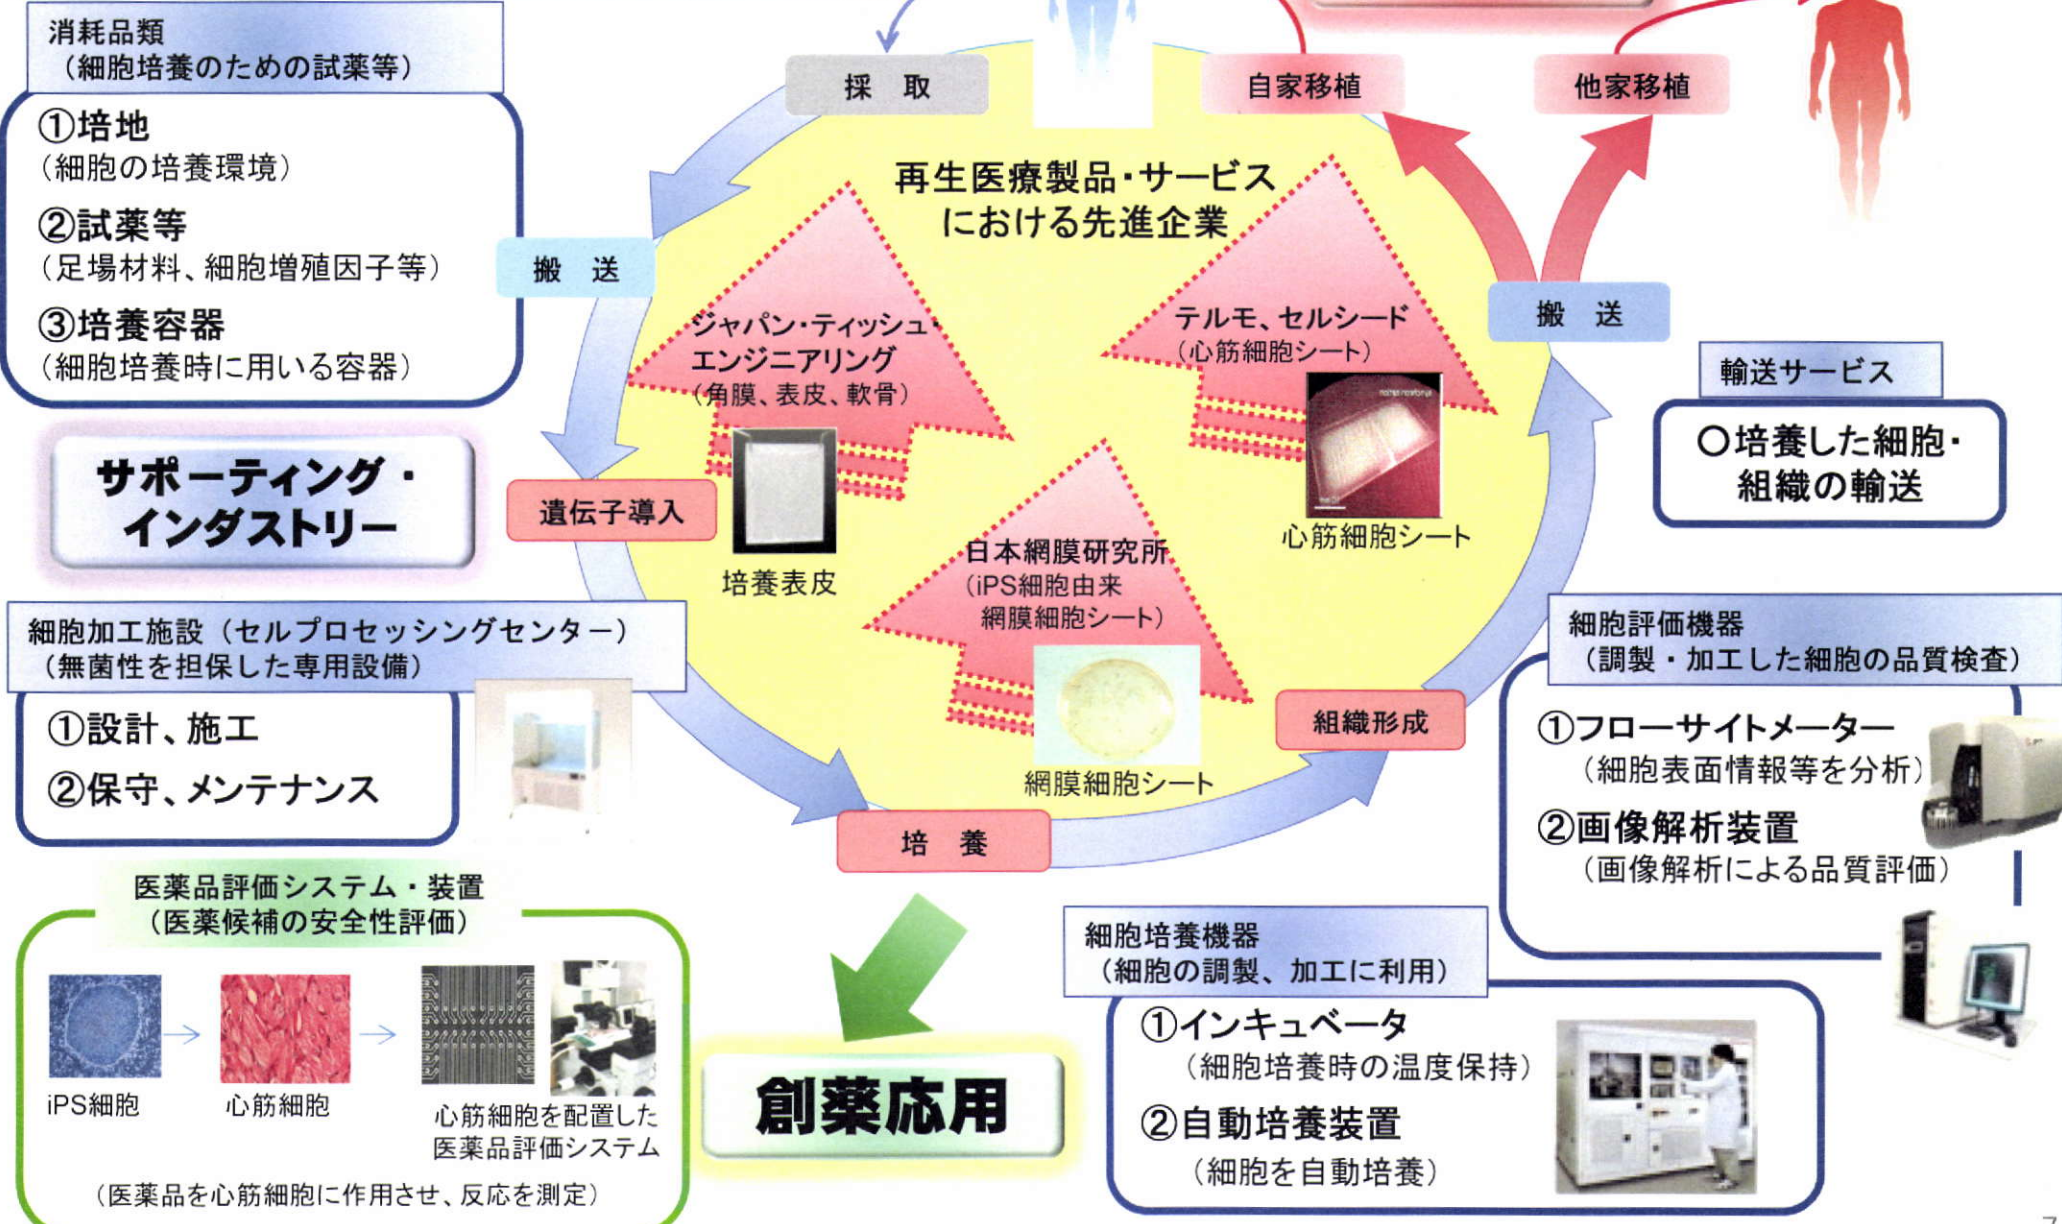 消耗品類
(細胞培養のための試薬等)
①培地
(細胞の培養環境)
②試薬等
(足場材料、細胞増殖因子等)
③培養容器
(細胞培養時に用いる容器)
採 取
自家移植
他家移植
再生医療製品・サービス
における先進企業
搬 送
搬 送
ジャパン・ティッシュ・
エンジニアリング
(角膜、表皮、軟骨)
培養表皮
テルモ、セルシード
(心筋細胞シート)
心筋細胞シート
日本網膜研究所
(iPS細胞由来
網膜細胞シート)
網膜細胞シート
輸送サービス
〇培養した細胞・
組織の輸送
サポーティング・
インダストリー
遺伝子導入
細胞加工施設(セルプロセッシングセンター)
(無菌性を担保した専用設備)
①設計、施工
②保守、メンテナンス
組織形成
培 養
細胞評価機器
(調製・加工した細胞の品質検査)
①フローサイトメーター
(細胞表面情報等を分析)
②画像解析装置
(画像解析による品質評価)
医薬品評価システム・装置
(医薬候補の安全性評価)
iPS細胞
心筋細胞
心筋細胞を配置した
医薬品評価システム
(医薬品を心筋細胞に作用させ、反応を測定)
創薬応用
細胞培養機器
(細胞の調製、加工に利用)
①インキュベータ
(細胞培養時の温度保持)
②自動培養装置
(細胞を自動培養)
7